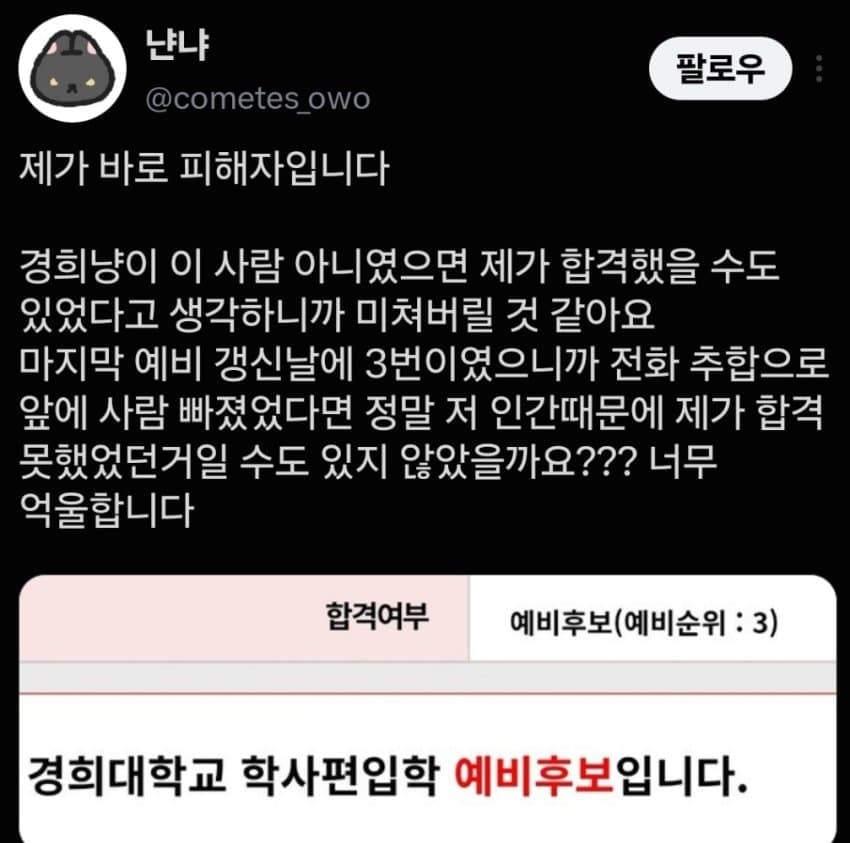 냔냐
@cometes_owo
팔로우
제가 바로 피해자입니다
경희냥이 이 사람 아니였으면 제가 합격했을 수도
있었다고 생각하니까 미쳐버릴 것 같아요
마지막 예비 갱신날에 3번이였으니까 전화 추합으로
앞에 사람 빠졌었다면 정말 저 인간때문에 제가 합격
못했었던거일 수도 있지 않았을까요??? 너무
억울합니다
합격여부
예비후보(예비순위 : 3)
경희대학교 학사편입학 예비후보입니다.